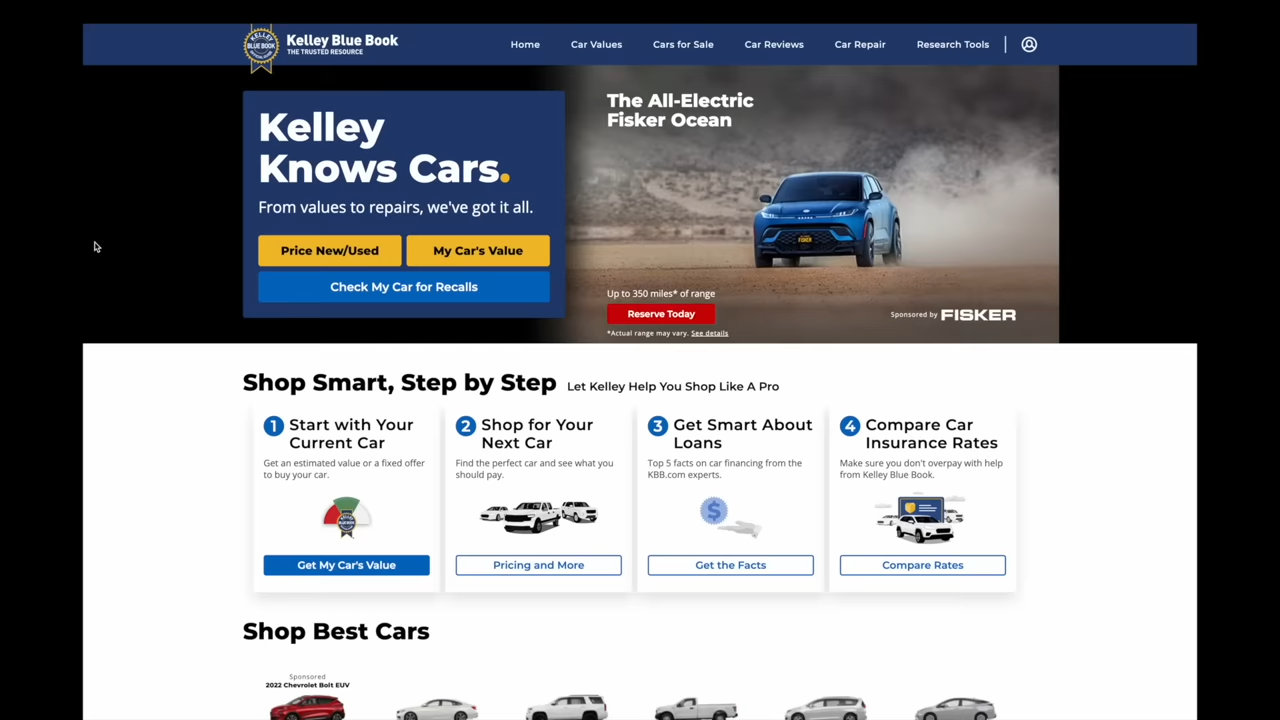 Kelley Blue Book
THE TRUSTED RESOURCE
KELLEY
BLUE BOOK
Home
Car Values
Cars for Sale
Car Reviews
Car Repair
Research Tools
Kelley
Knows Cars.
From values to repairs, we've got it all.
Price New/Used
My Car's Value
Check My Car for Recalls
The All-Electric
Fisker Ocean
Up to 350 miles* of range
Reserve Today
*Actual range may vary. See details
Sponsored by FISKER
Shop Smart, Step by Step
Let Kelley Help You Shop Like A Pro
1 Start with Your
Current Car
Get an estimated value or a fixed offer
to buy your car.
Get My Car's Value
2 Shop for Your
Next Car
Find the perfect car and see what you
should pay.
Pricing and More
3 Get Smart About
Loans
Top 5 facts on car financing from the
KBB.com experts.
$
Get the Facts
4 Compare Car
Insurance Rates
Make sure you don't overpay with help
from Kelley Blue Book.
Compare Rates
Shop Best Cars
Sponsored
2022 Chevrolet Bolt EUV